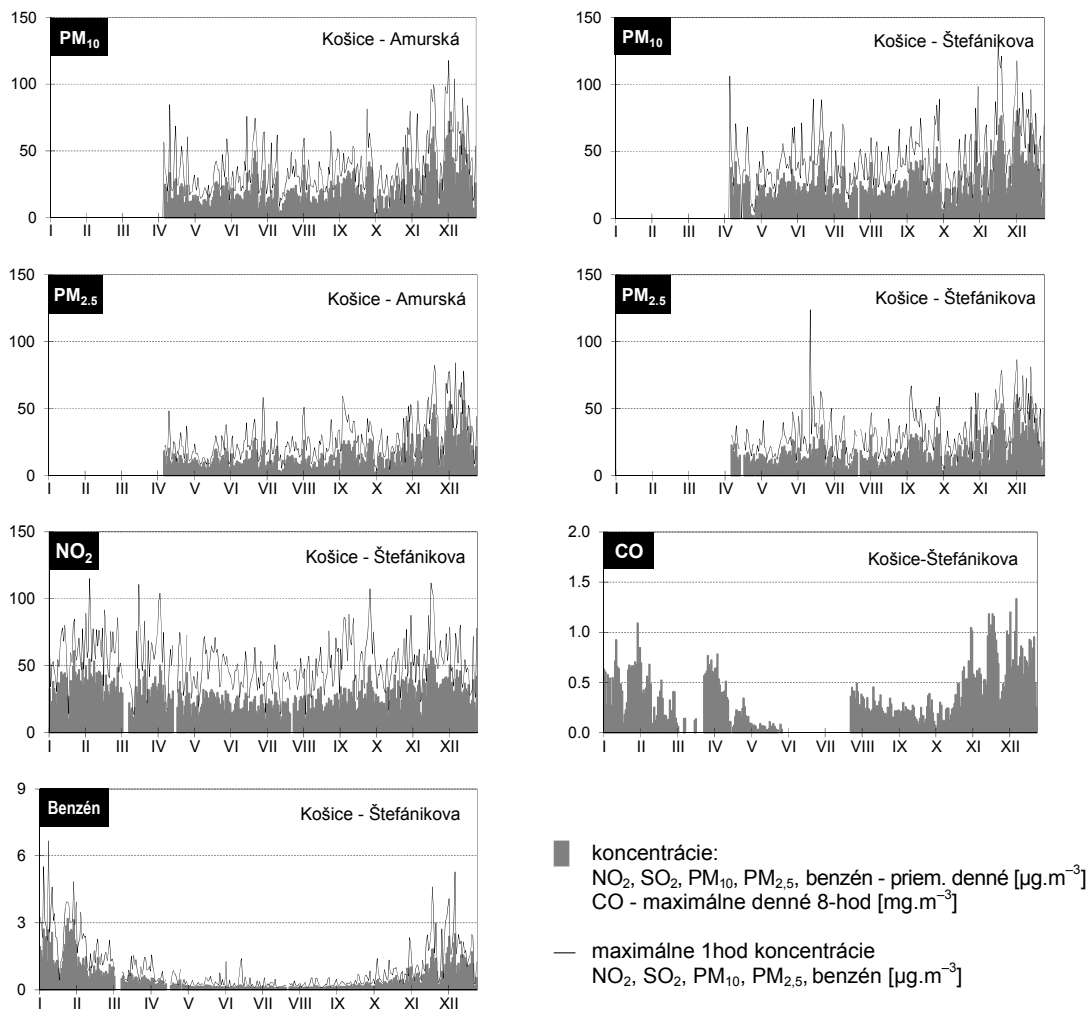 PM10
Košice - Amurská
150
100
50
0
I II III IV V VI VII VIII IX X XI XII
PM10
Košice - Štefánikova
150
100
50
0
I II III IV V VI VII VIII IX X XI XII
PM2.5
Košice - Amurská
150
100
50
0
I II III IV V VI VII VIII IX X XI XII
PM2.5
Košice - Štefánikova
150
100
50
0
I II III IV V VI VII VIII IX X XI XII
NO2
Košice - Štefánikova
150
100
50
0
I II III IV V VI VII VIII IX X XI XII
CO
Košice-Štefánikova
2.0
1.5
1.0
0.5
0.0
I II III IV V VI VII VIII IX X XI XII
Benzén
Košice - Štefánikova
9
6
3
0
I II III IV V VI VII VIII IX X XI XII
koncentrácie:
NO2, SO2, PM10, PM2,5, benzén - priem. denné [µg.m–3]
CO - maximálne denné 8-hod [mg.m–3]
maximálne 1hod koncentrácie
NO2, SO2, PM10, PM2,5, benzén [µg.m–3]